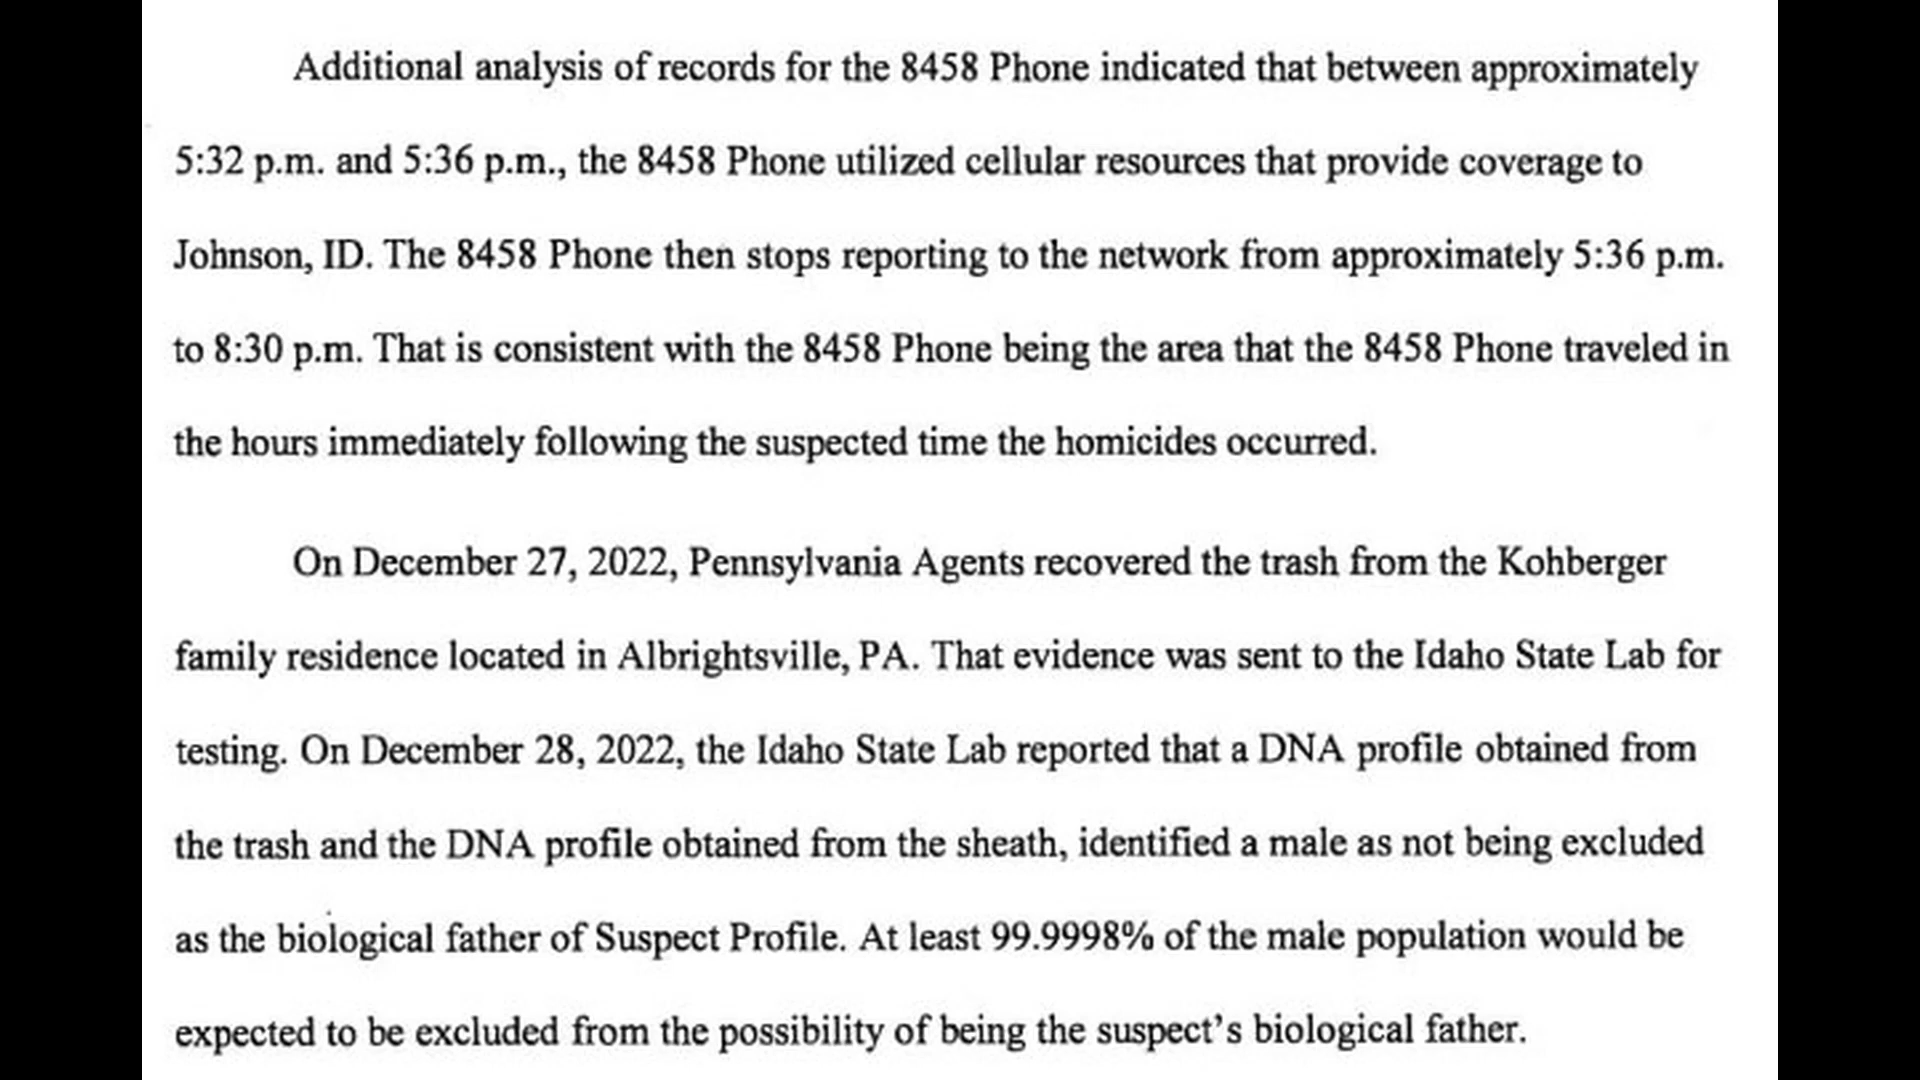 Additional analysis of records for the 8458 Phone indicated that between approximately
5:32 p.m. and 5:36 p.m., the 8458 Phone utilized cellular resources that provide coverage to
Johnson, ID. The 8458 Phone then stops reporting to the network from approximately 5:36 p.m.
to 8:30 p.m. That is consistent with the 8458 Phone being the area that the 8458 Phone traveled in
the hours immediately following the suspected time the homicides occurred.
On December 27, 2022, Pennsylvania Agents recovered the trash from the Kohberger
family residence located in Albrightsville, PA. That evidence was sent to the Idaho State Lab for
testing. On December 28, 2022, the Idaho State Lab reported that a DNA profile obtained from
the trash and the DNA profile obtained from the sheath, identified a male as not being excluded
as the biological father of Suspect Profile. At least 99.9998% of the male population would be
expected to be excluded from the possibility of being the suspect's biological father.